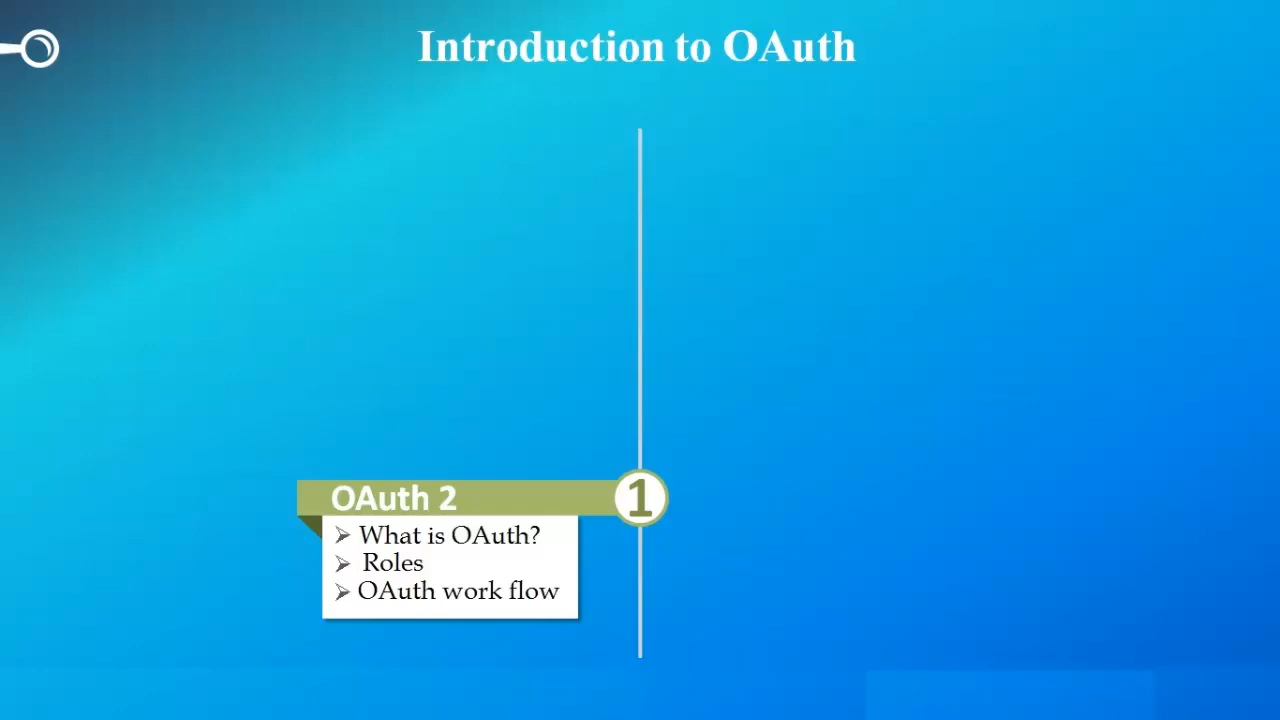 Introduction to OAuth
OAuth 2
1
What is OAuth?
Roles
OAuth work flow